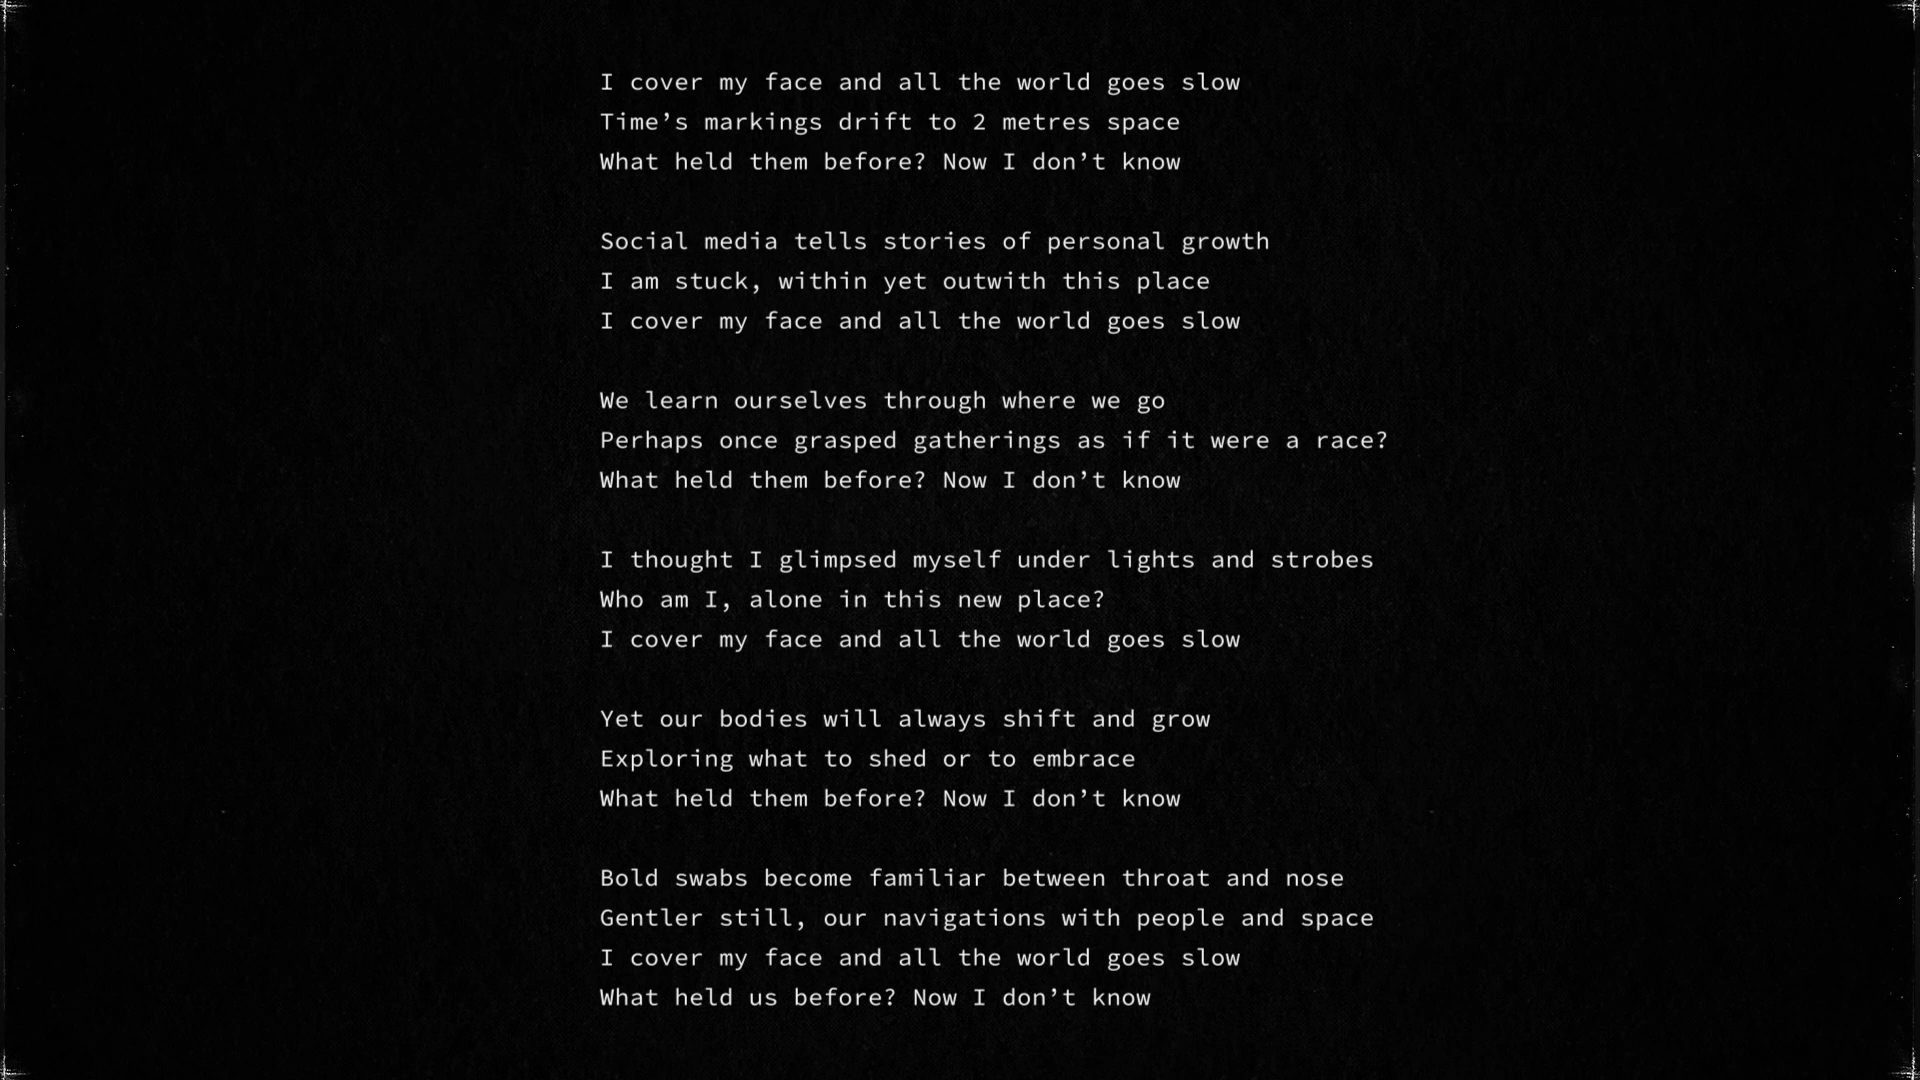 I cover my face and all the world goes slow
Time’s markings drift to 2 metres space
What held them before? Now I don’t know
Social media tells stories of personal growth
I am stuck, within yet outwith this place
I cover my face and all the world goes slow
We learn ourselves through where we go
Perhaps once grasped gatherings as if it were a race?
What held them before? Now I don’t know
I thought I glimpsed myself under lights and strobes
Who am I, alone in this new place?
I cover my face and all the world goes slow
Yet our bodies will always shift and grow
Exploring what to shed or to embrace
What held them before? Now I don’t know
Bold swabs become familiar between throat and nose
Gentler still, our navigations with people and space
I cover my face and all the world goes slow
What held us before? Now I don’t know